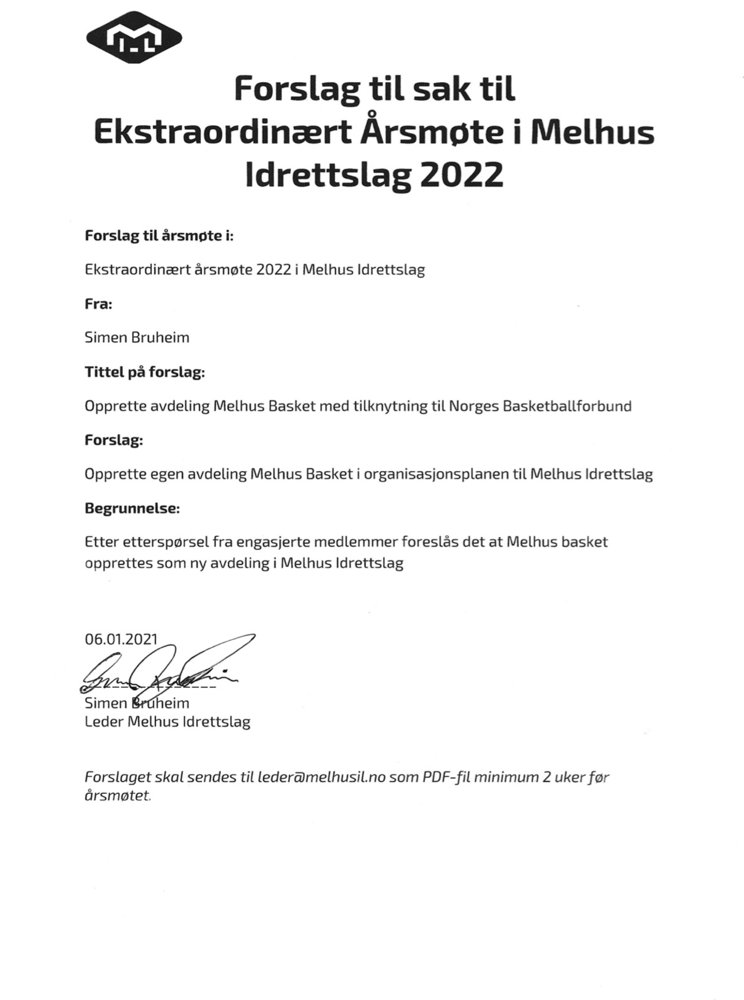 M
I-L
Forslag til sak til
Ekstraordinært Årsmøte i Melhus
Idrettslag 2022
Forslag til årsmøte i:
Ekstraordinært årsmøte 2022 i Melhus Idrettslag
Fra:
Simen Bruheim
Tittel på forslag:
Opprette avdeling Melhus Basket med tilknytning til Norges Basketballforbund
Forslag:
Opprette egen avdeling Melhus Basket i organisasjonsplanen til Melhus Idrettslag
Begrunnelse:
Etter etterspørsel fra engasjerte medlemmer foreslås det at Melhus basket
opprettes som ny avdeling i Melhus Idrettslag
06.01.2021
Simen Bruheim
Leder Melhus Idrettslag
Forslaget skal sendes til leder@melhusil.no som PDF-fil minimum 2 uker før
årsmøtet.